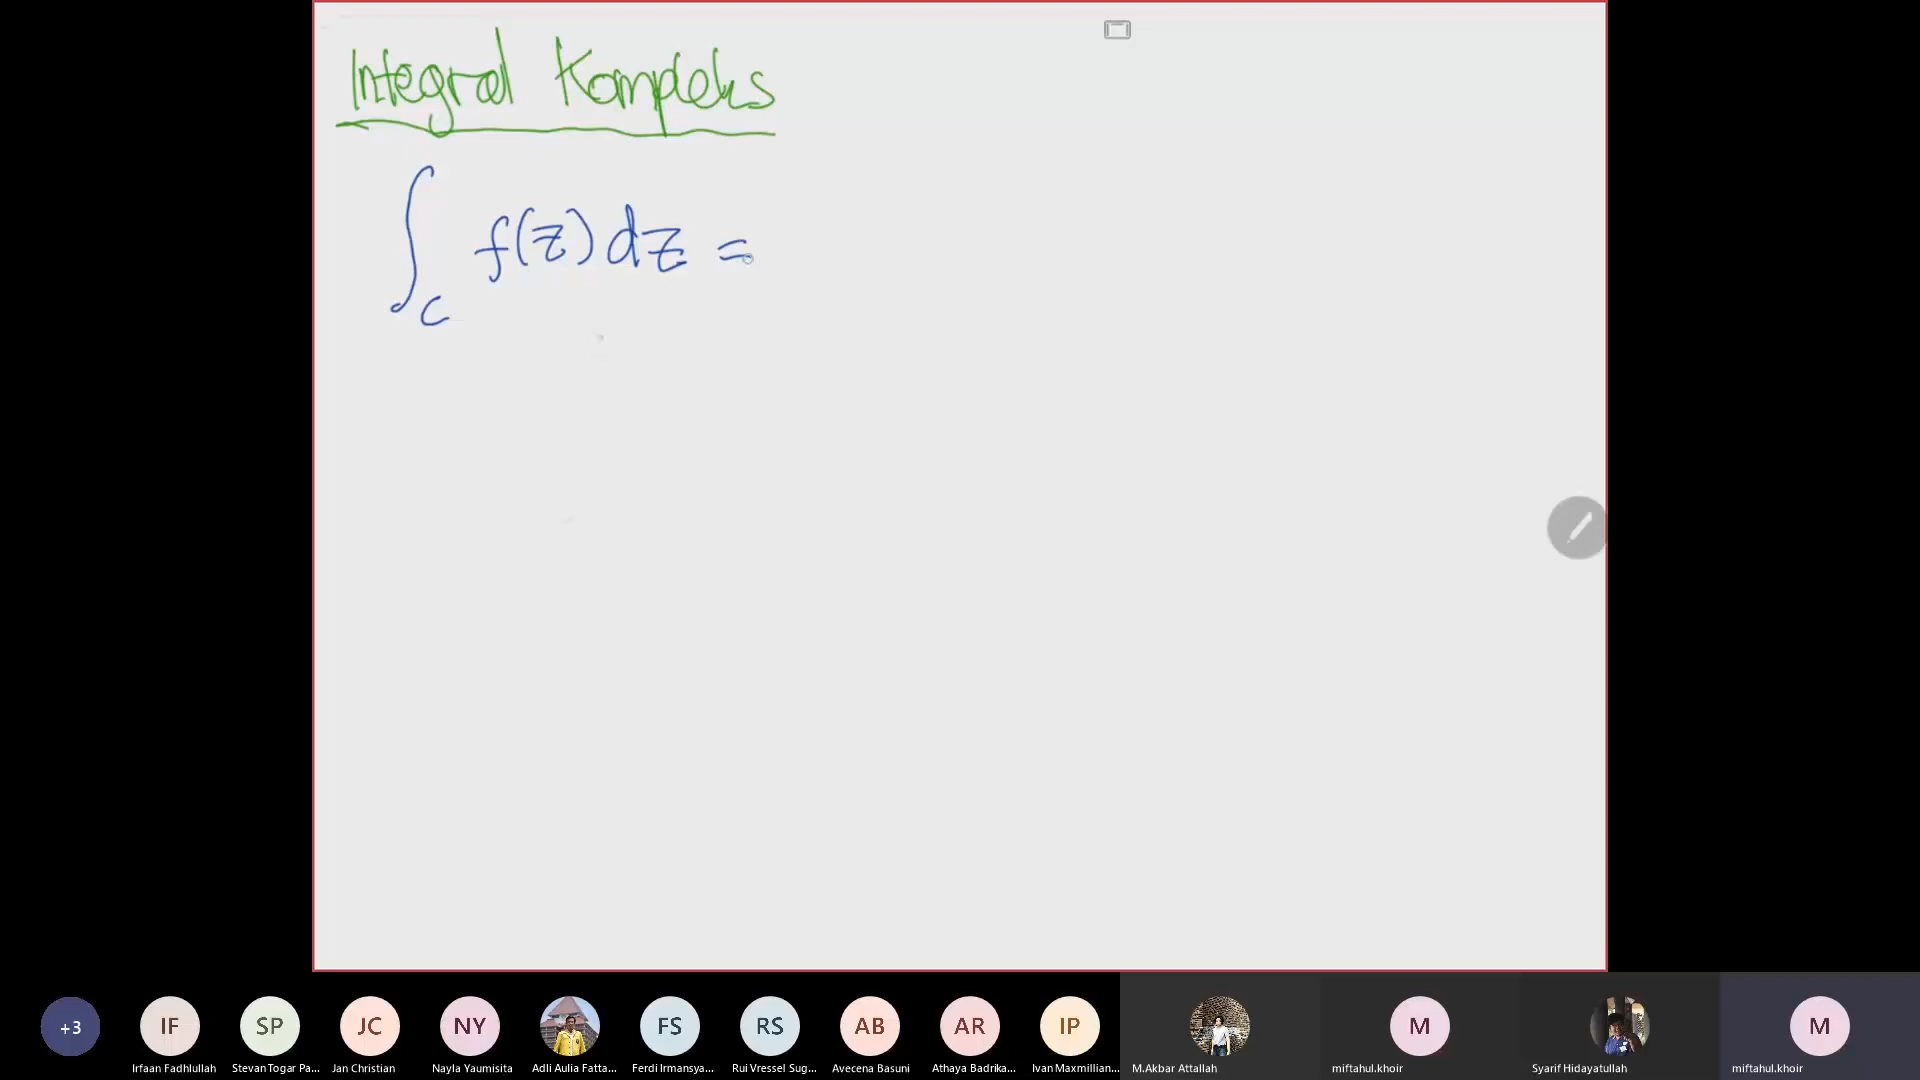 Integral Kompleks
∫_C f(z) dz =
+3
IF
SP
JC
NY
FS
RS
AB
AR
IP
M
M
Irfaan Fadhlullah
Stevan Togar Pa...
Jan Christian
Nayla Yaumisita
Adli Aulia Fatta...
Ferdi Irmansya...
Rui Vressel Sug...
Avecena Basuni
Athaya Badrika...
Ivan Maxmillian...
M.Akbar Attallah
miftahul.khoir
Syarif Hidayatullah
miftahul.khoir